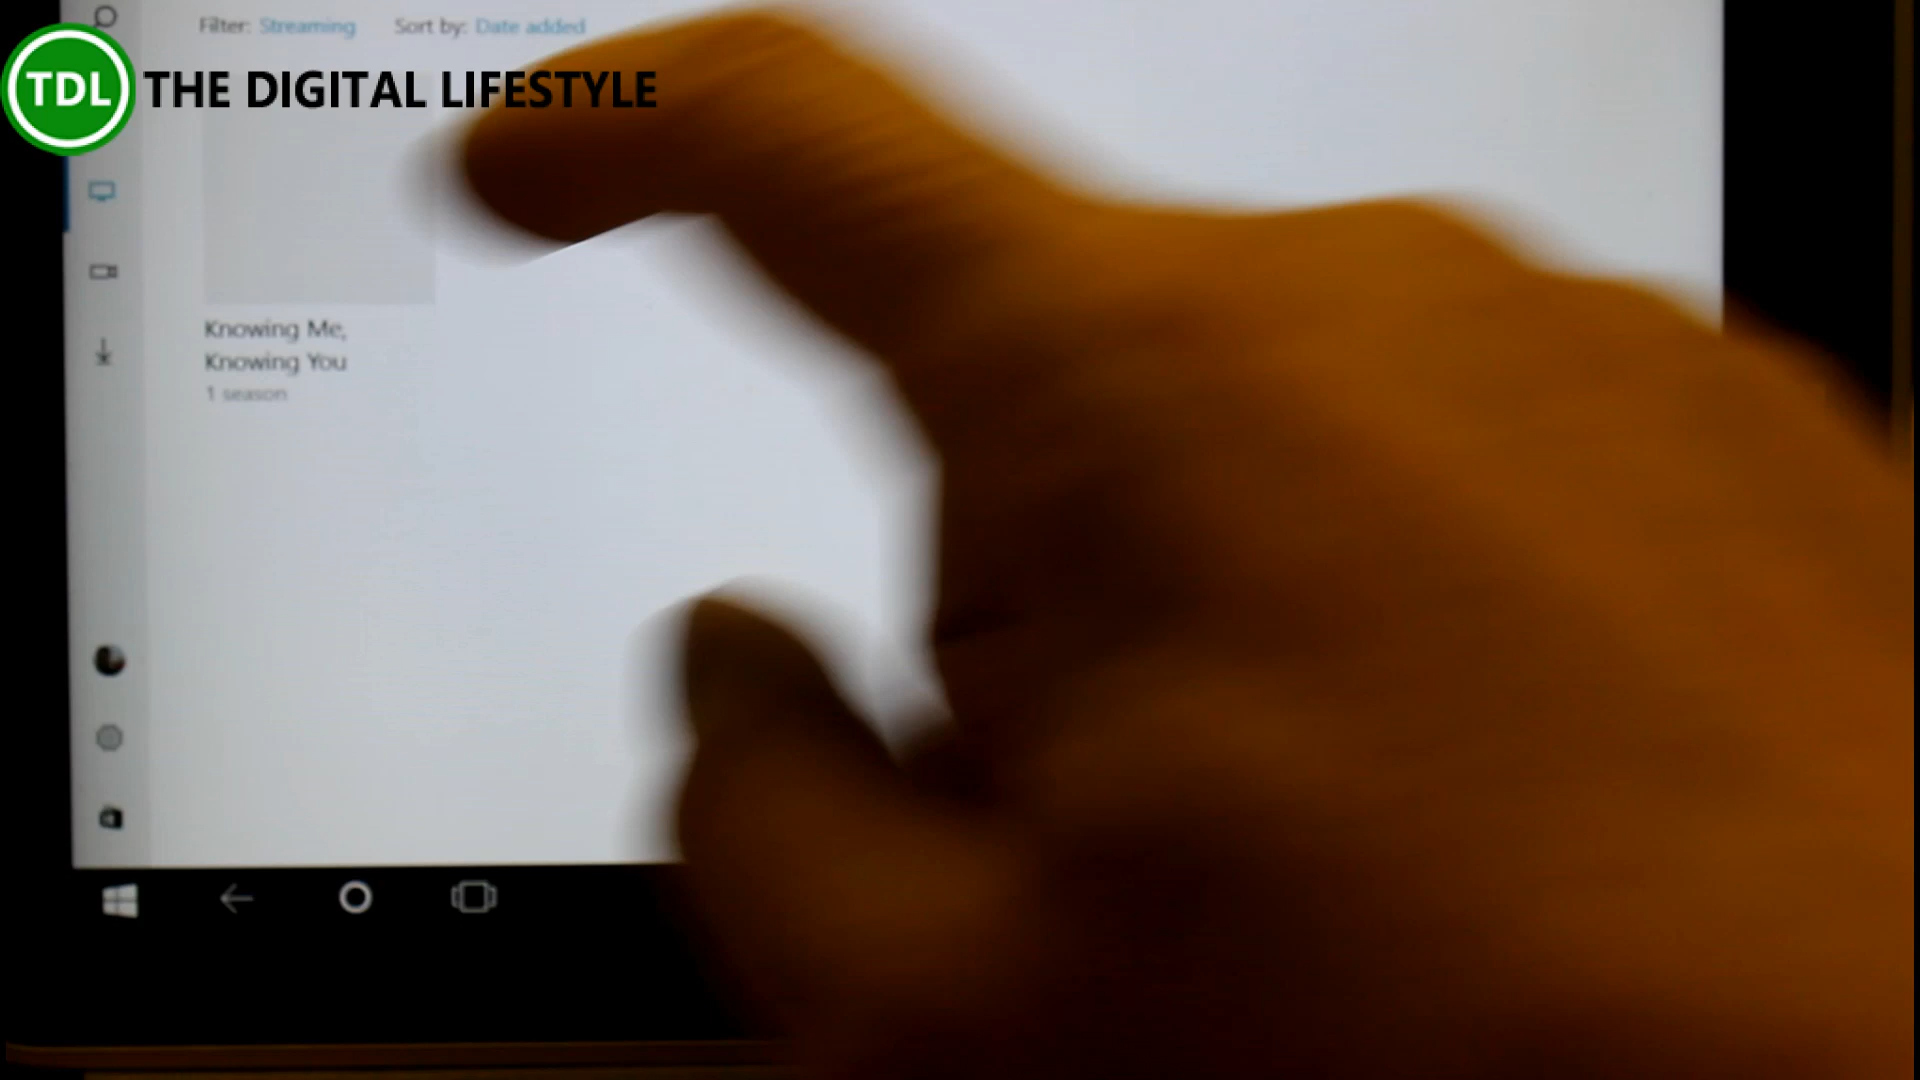 Filter: Streaming Sort by: Date added
TDL THE DIGITAL LIFESTYLE
Knowing Me,
Knowing You
1 season